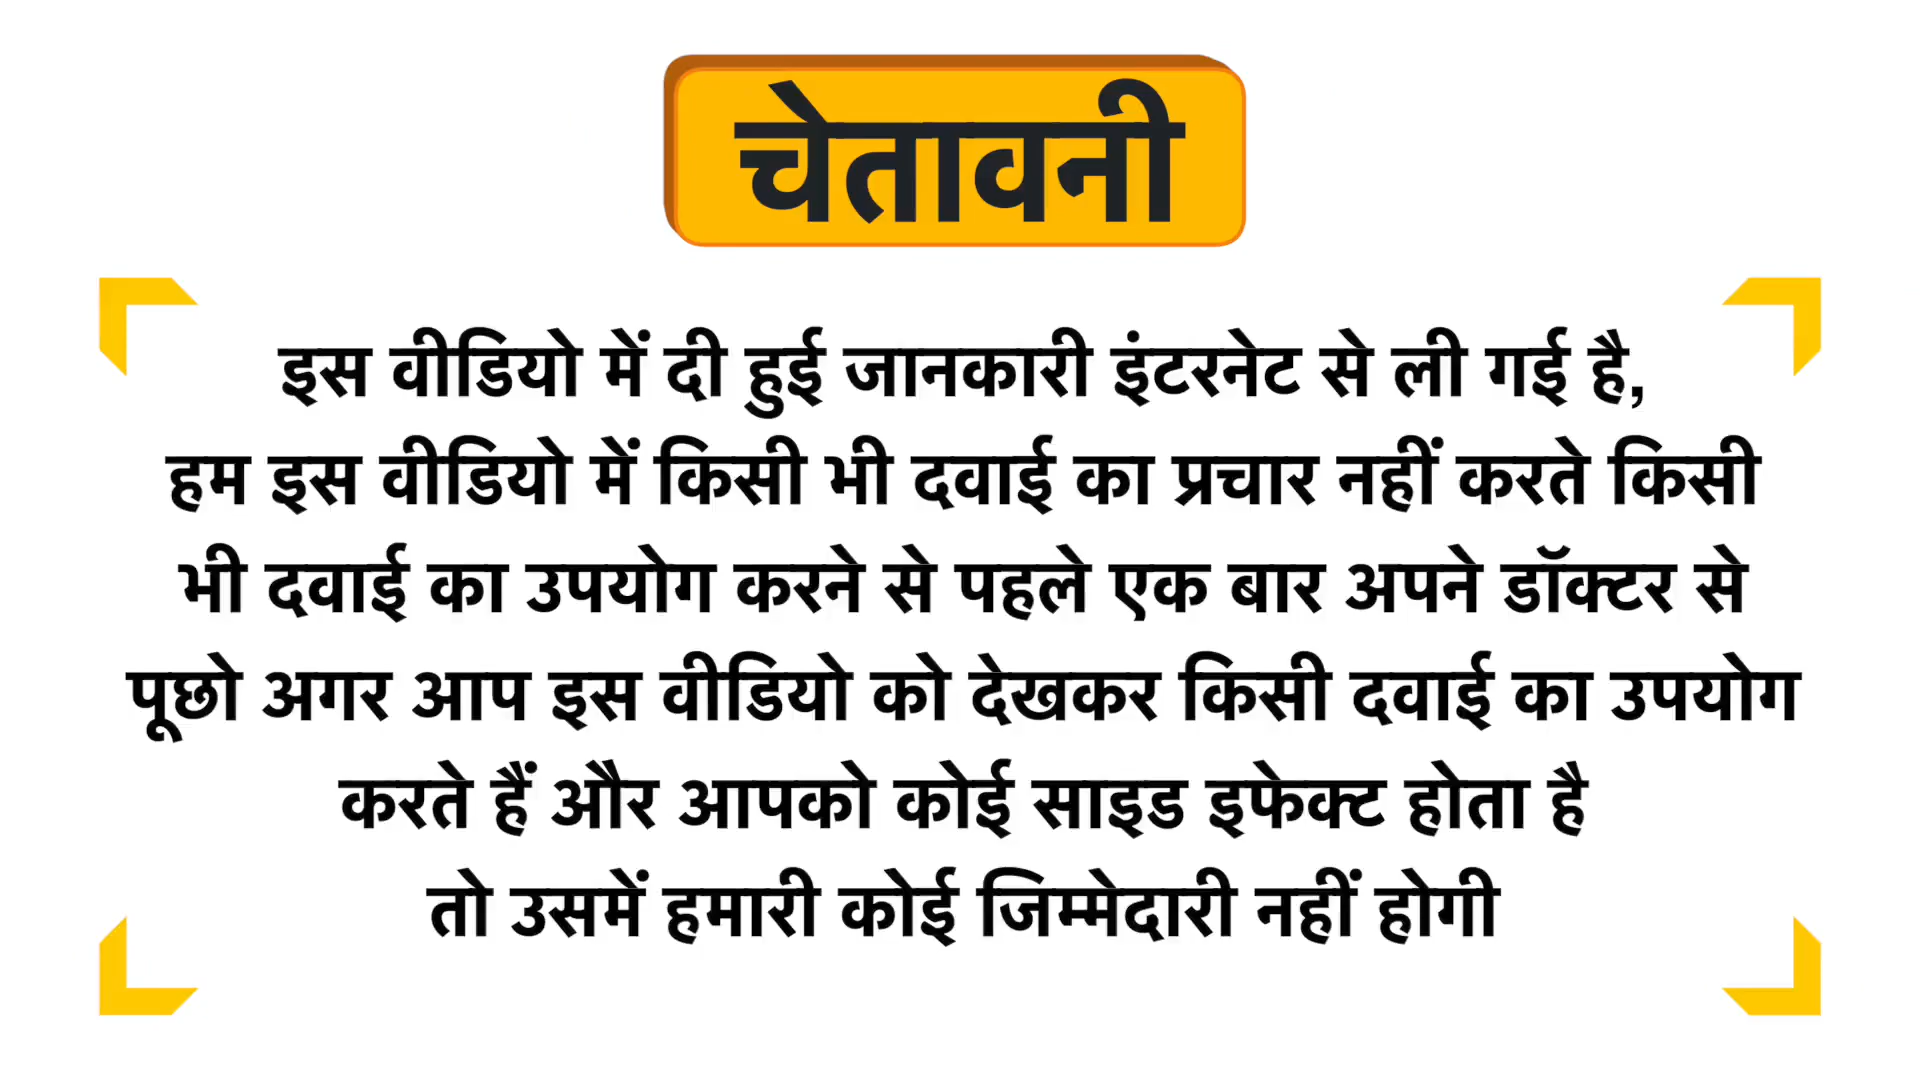 चेतावनी
इस वीडियो में दी हुई जानकारी इंटरनेट से ली गई है,
हम इस वीडियो में किसी भी दवाई का प्रचार नहीं करते किसी
भी दवाई का उपयोग करने से पहले एक बार अपने डॉक्टर से
पूछो अगर आप इस वीडियो को देखकर किसी दवाई का उपयोग
करते हैं और आपको कोई साइड इफेक्ट होता है
तो उसमें हमारी कोई जिम्मेदारी नहीं होगी